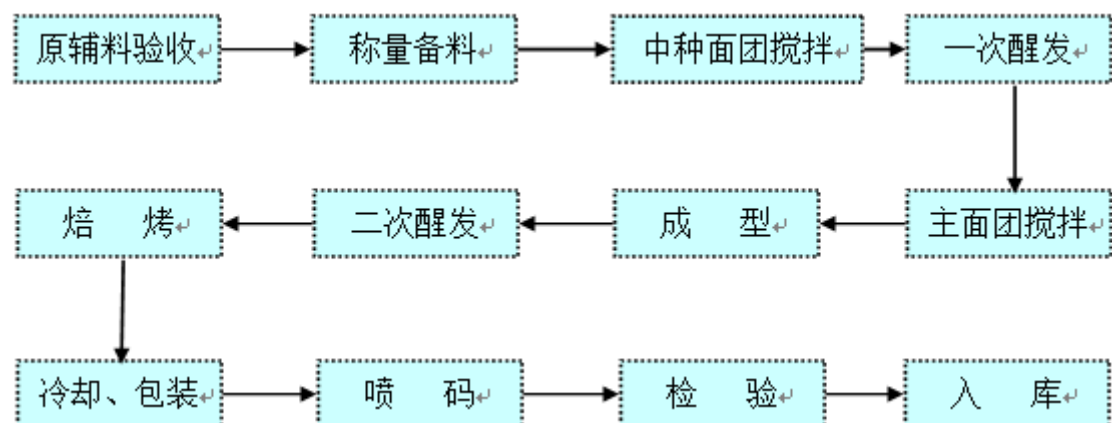 原辅料验收
称量备料
中种面团搅拌
一次醒发
主面团搅拌
成 型
二次醒发
焙 烤
冷却、包装
喷 码
检 验
入 库